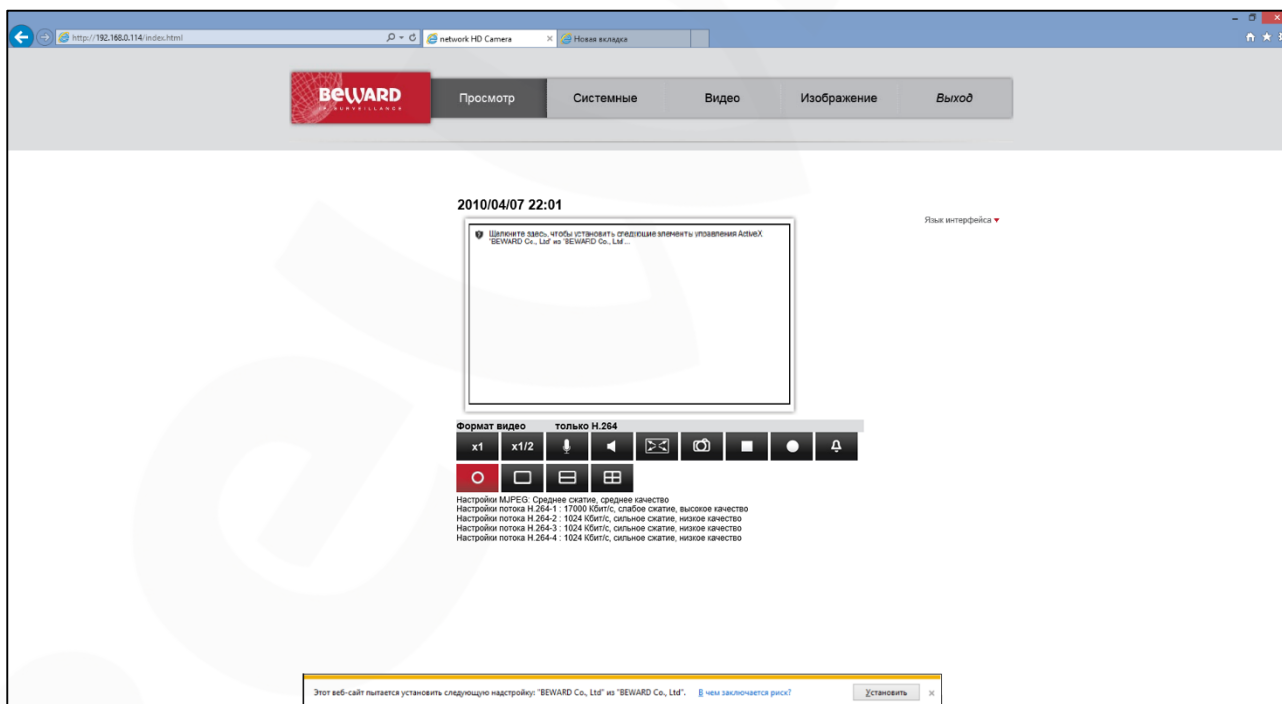 http://192.168.0.114/index.html
network HD Camera
Новая вкладка
BEWARD
IP SURVEILLANCE
Просмотр
Системные
Видео
Изображение
Выход
2010/04/07 22:01
Язык интерфейса
Щелкните здесь, чтобы установить следующие элементы управления ActiveX
"BEWARD Co., Ltd" из "BEWARD Co., Ltd ...
Формат видео только H.264
x1 x1/2
Настройки MJPEG: Среднее сжатие, среднее качество
Настройки потока H.264-1 : 17000 Кбит/с, слабое сжатие, высокое качество
Настройки потока H.264-2 : 1024 Кбит/с, сильное сжатие, низкое качество
Настройки потока H.264-3 : 1024 Кбит/с, сильное сжатие, низкое качество
Настройки потока H.264-4 : 1024 Кбит/с, сильное сжатие, низкое качество
Этот веб-сайт пытается установить следующую надстройку: "BEWARD Co., Ltd" из "BEWARD Co., Ltd". В чем заключается риск? Установить